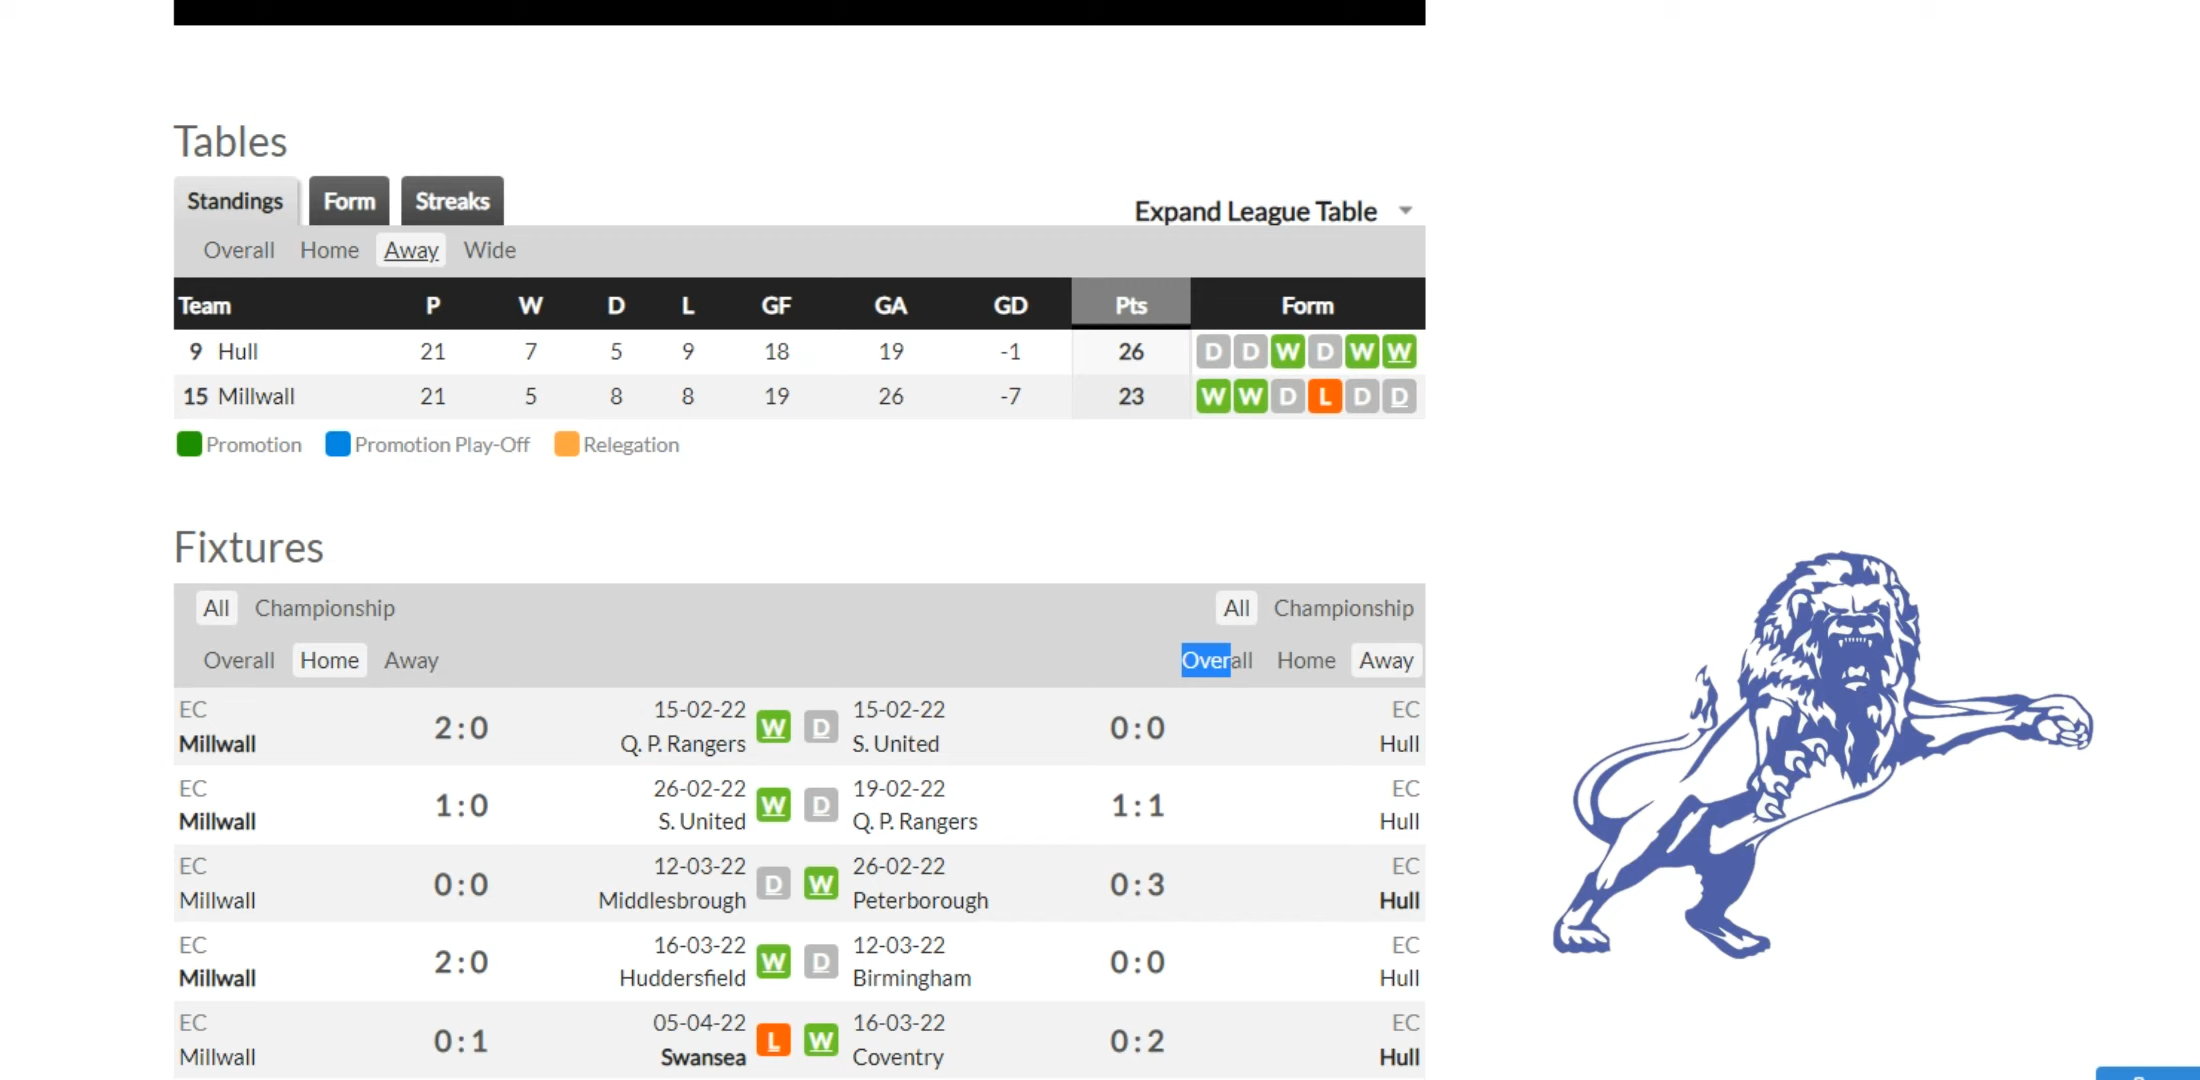 Tables
Standings Form Streaks
Expand League Table
Overall Home Away Wide
Team P W D L GF GA GD Pts Form
9 Hull 21 7 5 9 18 19 -1 26 D D W D W W
15 Millwall 21 5 8 8 19 26 -7 23 W W D L D D
Promotion Promotion Play-Off Relegation
Fixtures
All Championship All Championship
Overall Home Away Overall Home Away
EC 15-02-22 15-02-22 EC
Millwall 2:0 Q. P. Rangers W D S. United 0:0 Hull
EC 26-02-22 19-02-22 EC
Millwall 1:0 S. United W D Q. P. Rangers 1:1 Hull
EC 12-03-22 26-02-22 EC
Millwall 0:0 Middlesbrough D W Peterborough 0:3 Hull
EC 16-03-22 12-03-22 EC
Millwall 2:0 Huddersfield W D Birmingham 0:0 Hull
EC 05-04-22 16-03-22 EC
Millwall 0:1 Swansea L W Coventry 0:2 Hull